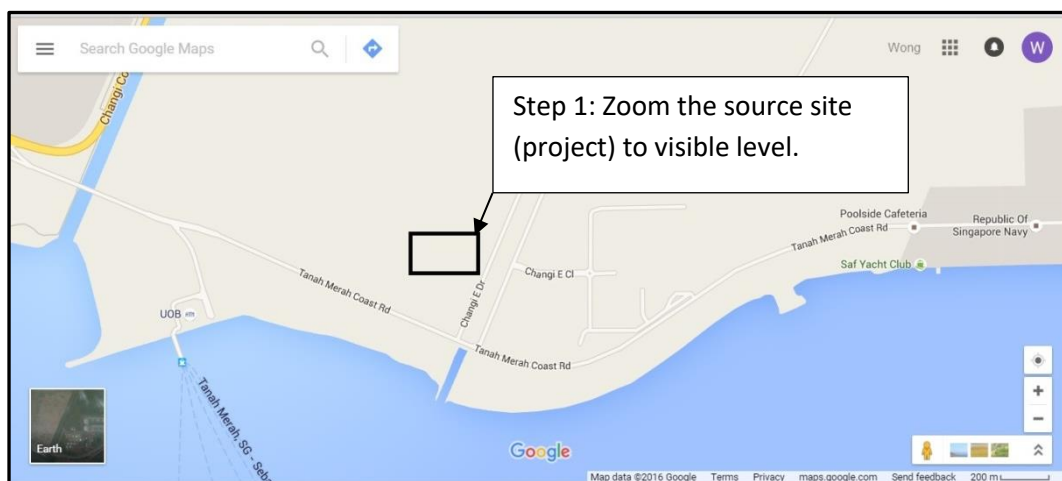 Search Google Maps
Wong
W
Changi Co
Step 1: Zoom the source site
(project) to visible level.
Poolside Cafeteria
Republic Of
Singapore Navy
Tanah Merah Coast Rd
Saf Yacht Club
Changi E Cl
Tanah Merah Coast Rd
Changi E Dr
UOB
Tanah Merah Coast Rd
Tanah Merah, SG - Seb
Earth
Google
Map data ©2016 Google Terms Privacy maps.google.com Send feedback 200 m